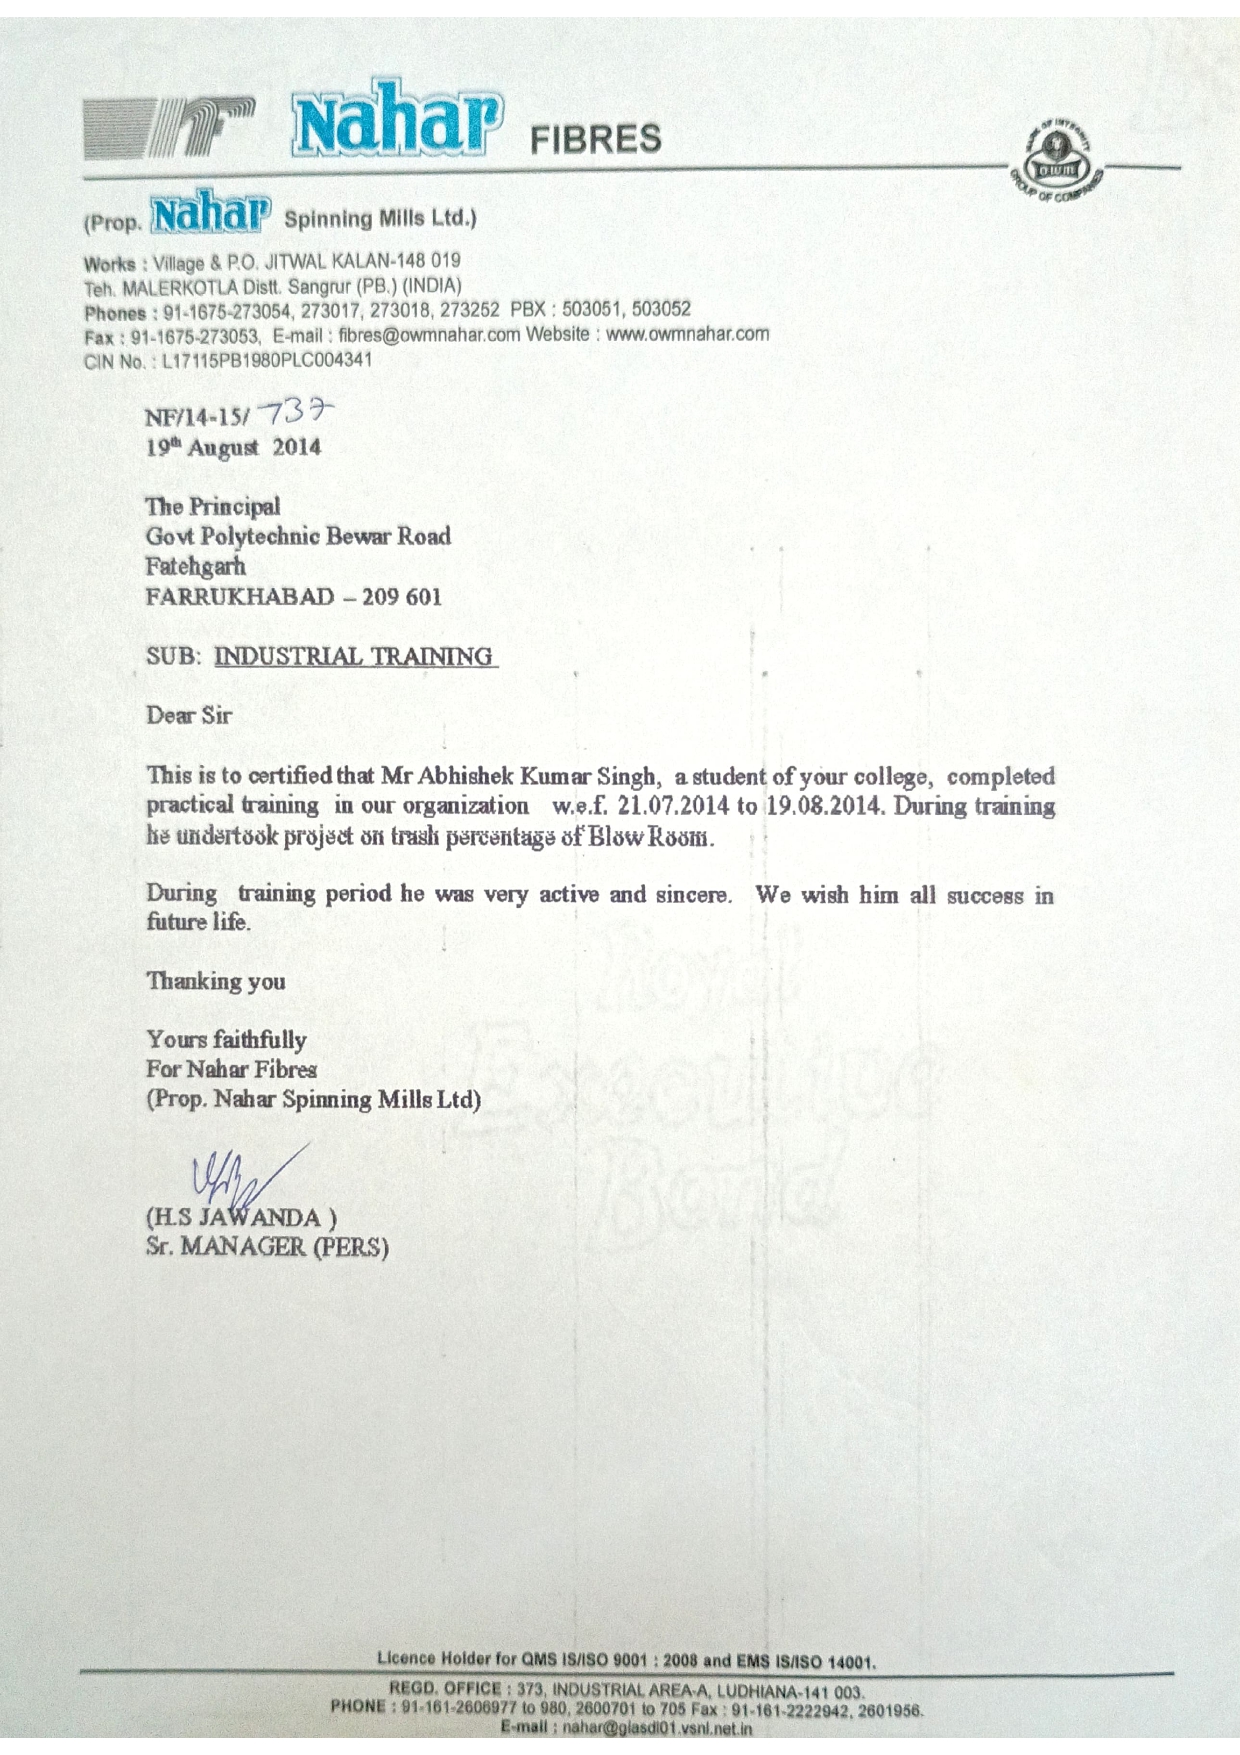 Nahar FIBRES
GROUP OF COMPANIES
(Prop. Nahar Spinning Mills Ltd.)
Works : Village & P.O. JITWAL KALAN-148 019
Teh. MALERKOTLA Distt. Sangrur (PB.) (INDIA)
Phones : 91-1675-273054, 273017, 273018, 273252 PBX : 503051, 503052
Fax : 91-1675-273053, E-mail : fibres@owmnahar.com Website : www.owmnahar.com
CIN No. : L17115PB1980PLC004341
NF/14-15/ 737
19th August 2014
The Principal
Govt Polytechnic Bewar Road
Fatehgarh
FARRUKHABAD – 209 601
SUB: INDUSTRIAL TRAINING
Dear Sir
This is to certified that Mr Abhishek Kumar Singh, a student of your college, completed
practical training in our organization w.e.f. 21.07.2014 to 19.08.2014. During training
he undertook project on trash percentage of Blow Room.
During training period he was very active and sincere. We wish him all success in
future life.
Thanking you
Yours faithfully
For Nahar Fibres
(Prop. Nahar Spinning Mills Ltd)
(H.S JAWANDA )
Sr. MANAGER (PERS)
Licence Holder for QMS IS/ISO 9001 : 2008 and EMS IS/ISO 14001.
REGD. OFFICE : 373, INDUSTRIAL AREA-A, LUDHIANA-141 003.
PHONE : 91-161-2606977 to 980, 2600701 to 705 Fax : 91-161-2222942, 2601956.
E-mail : nahar@glasdl01.vsnl.net.in